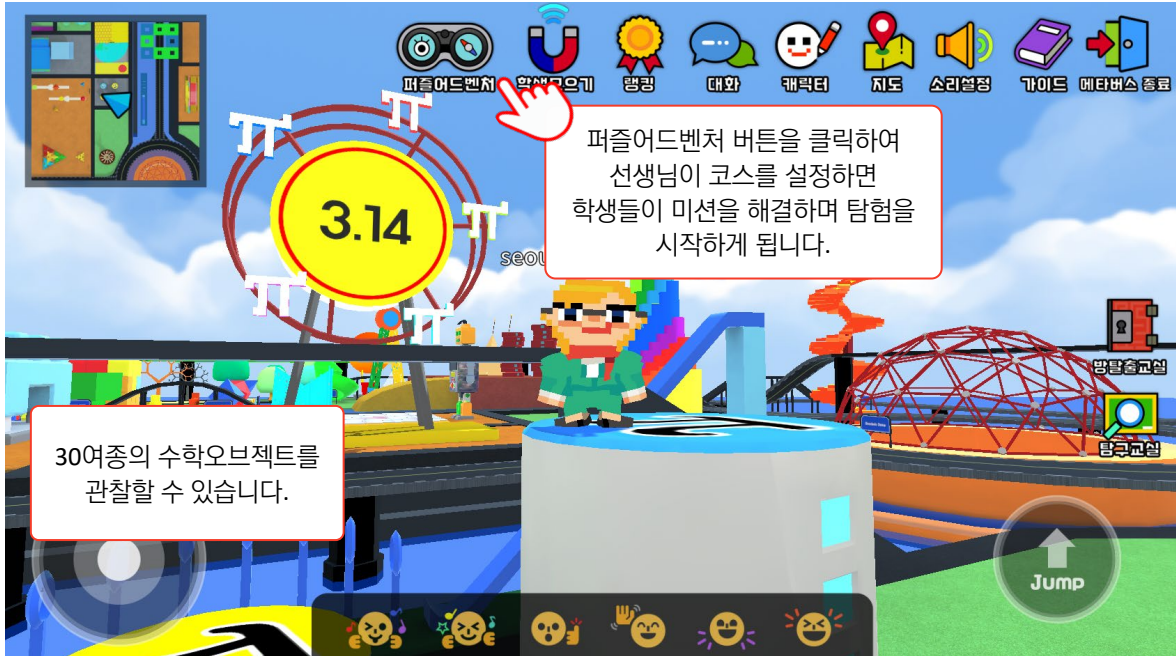 퍼즐어드벤처
학생모으기
랭킹
대화
캐릭터
지도
소리설정
가이드
메타버스 종료
퍼즐어드벤처 버튼을 클릭하여
선생님이 코스를 설정하면
학생들이 미션을 해결하며 탐험을
시작하게 됩니다.
3.14
seou
방탈출교실
탐구교실
30여종의 수학오브젝트를
관찰할 수 있습니다.
Jump